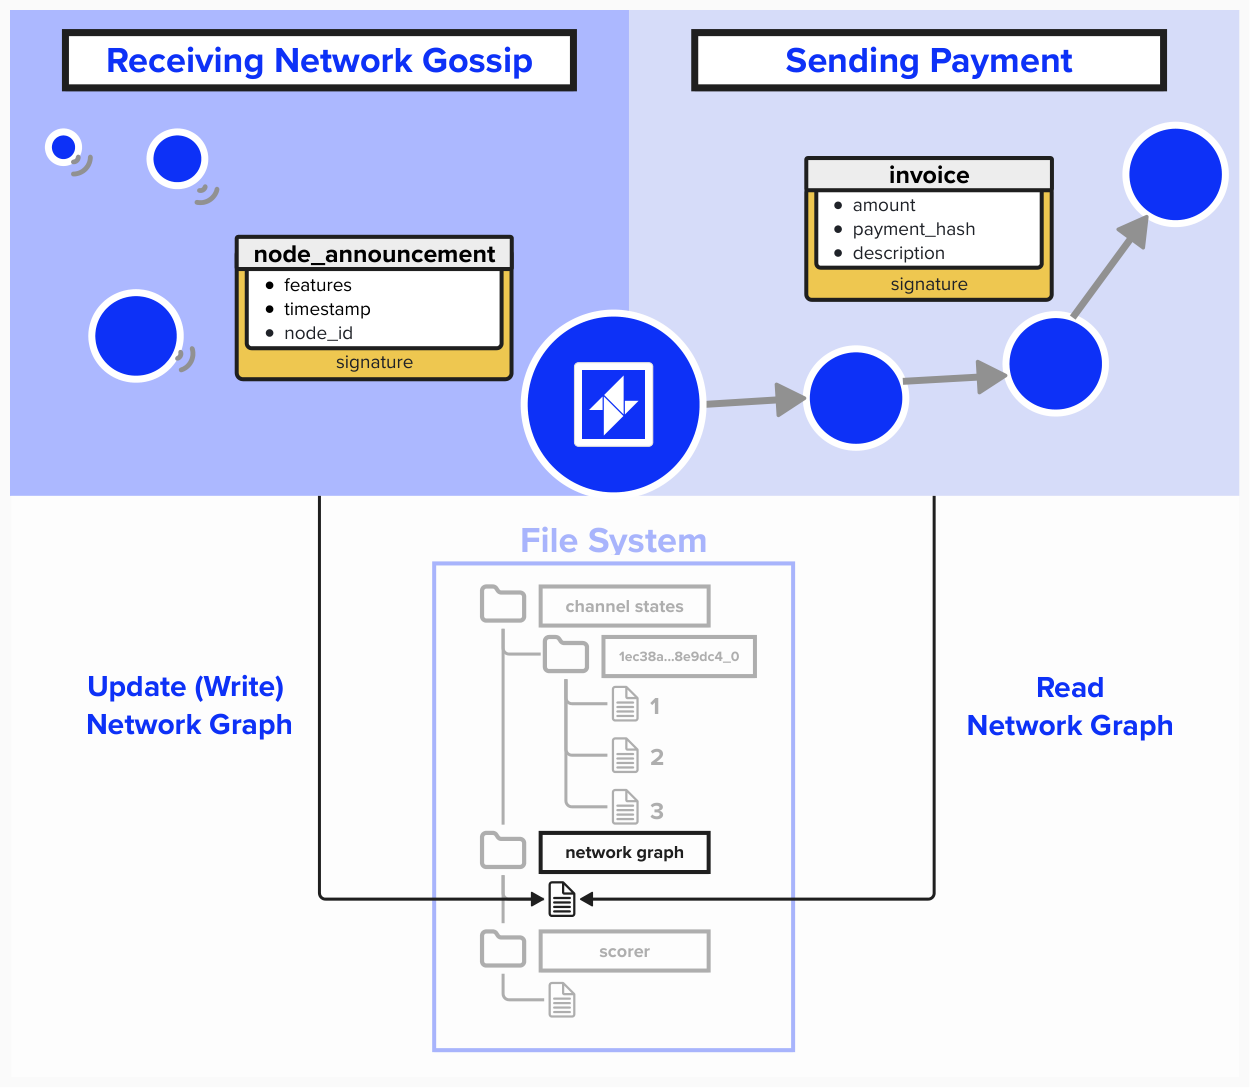 Receiving Network Gossip
Sending Payment
node_announcement
features
timestamp
node_id
signature
invoice
amount
payment_hash
description
signature
File System
channel states
1ec38a...8e9dc4_0
1
2
3
network graph
scorer
Update (Write)
Network Graph
Read
Network Graph